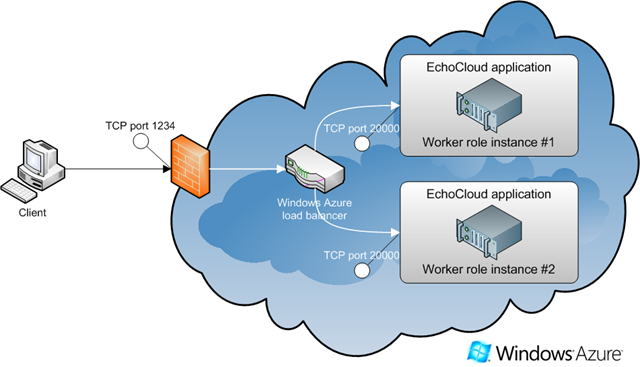 EchoCloud application
TCP port 1234
TCP port 20000
Worker role instance #1
Client
Windows Azure
load balancer
EchoCloud application
TCP port 20000
Worker role instance #2
Windows Azure™